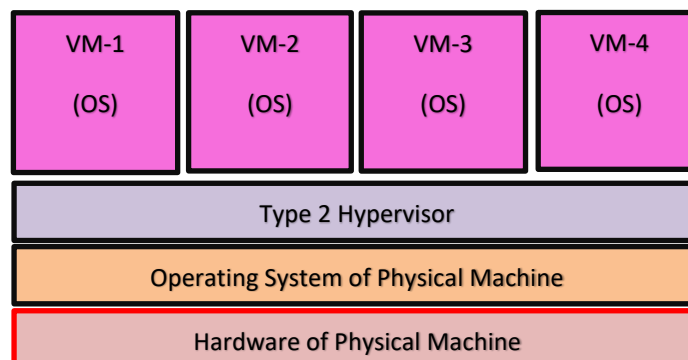 VM-1
(OS)
VM-2
(OS)
VM-3
(OS)
VM-4
(OS)
Type 2 Hypervisor
Operating System of Physical Machine
Hardware of Physical Machine